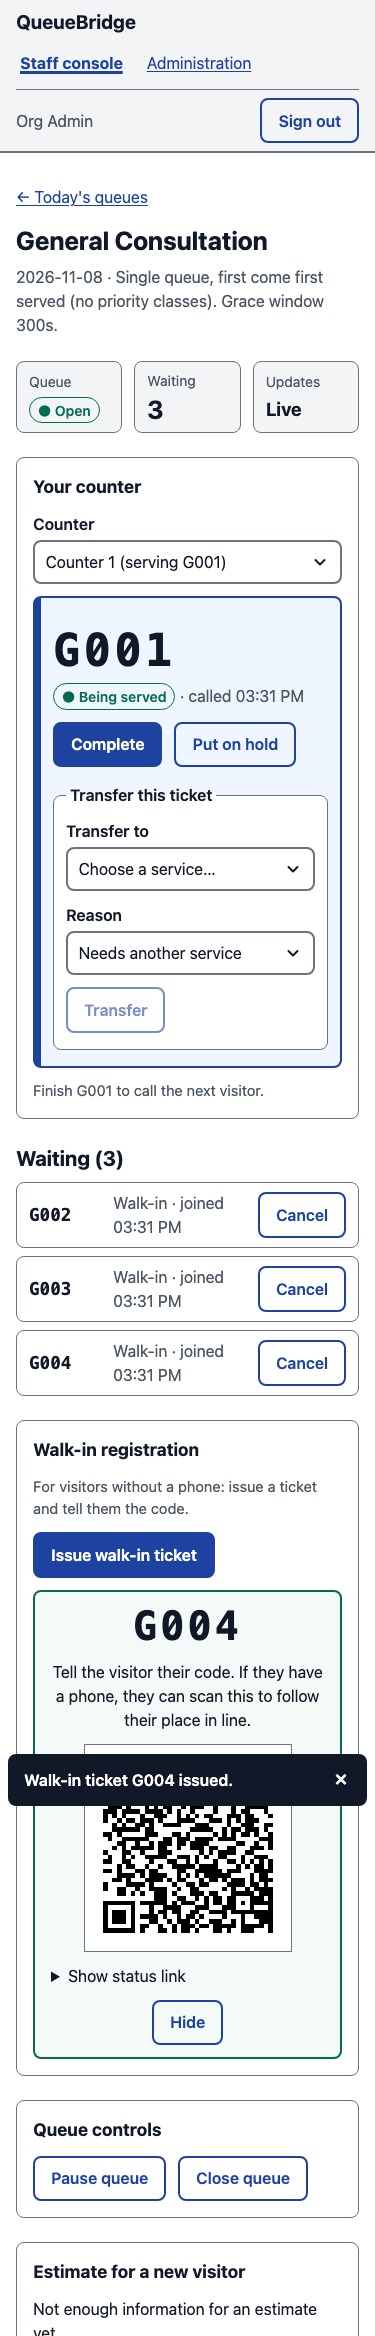 QueueBridge
Staff console Administration
Org Admin Sign out
← Today's queues
General Consultation
2026-11-08 · Single queue, first come first
served (no priority classes). Grace window
300s.
Queue Waiting Updates
Open 3 Live
Your counter
Counter
Counter 1 (serving G001)
G001
Being served · called 03:31 PM
Complete Put on hold
Transfer this ticket
Transfer to
Choose a service...
Reason
Needs another service
Transfer
Finish G001 to call the next visitor.
Waiting (3)
G002 Walk-in · joined
03:31 PM Cancel
G003 Walk-in · joined
03:31 PM Cancel
G004 Walk-in · joined
03:31 PM Cancel
Walk-in registration
For visitors without a phone: issue a ticket
and tell them the code.
Issue walk-in ticket
G004
Tell the visitor their code. If they have
a phone, they can scan this to follow
their place in line.
Walk-in ticket G004 issued. ×
Show status link
Hide
Queue controls
Pause queue Close queue
Estimate for a new visitor
Not enough information for an estimate
yet